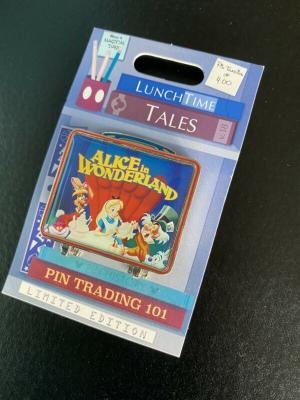 LUNCHTIME
TALES
ALICE in
WONDERLAND
PIN TRADING 101
LIMITED EDITION